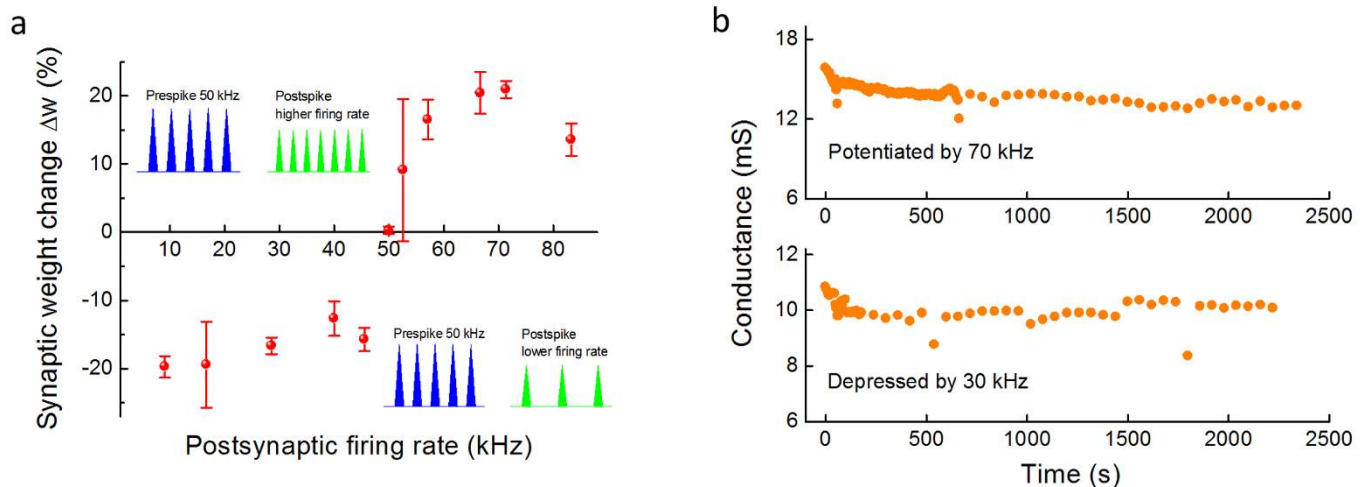 a
Synaptic weight change Δw (%)
20
10
0
-10
-20
10 20 30 40 50 60 70 80
Prespike 50 kHz
Postspike
higher firing rate
Prespike 50 kHz
Postspike
lower firing rate
Postsynaptic firing rate (kHz)
b
Conductance (mS)
18
15
12
9
6
Potentiated by 70 kHz
0 500 1000 1500 2000 2500
12
10
8
6
Depressed by 30 kHz
0 500 1000 1500 2000 2500
Time (s)